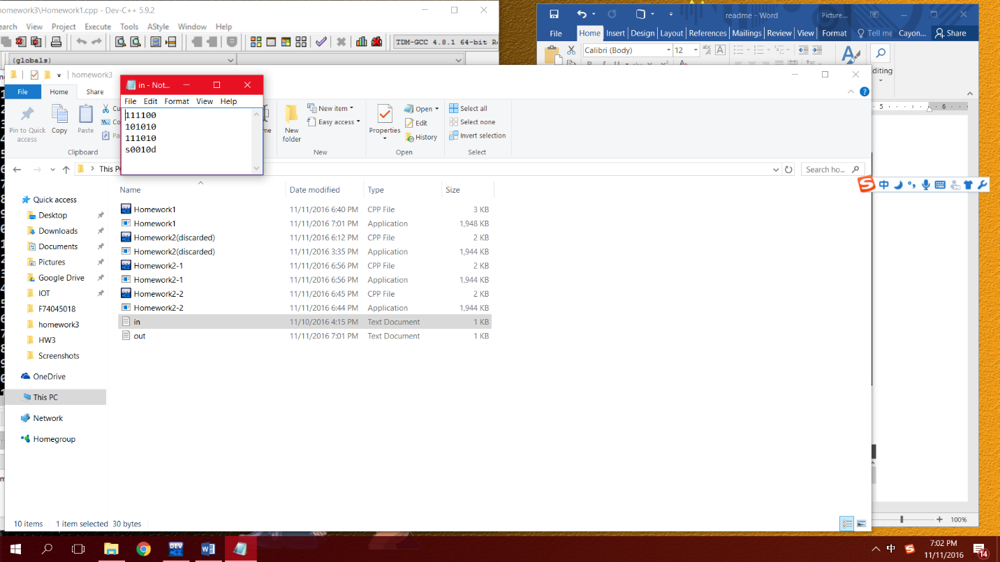 homework3\Homework1.cpp - Dev-C++ 5.9.2
earch View Project Execute Tools AStyle Window Help
TDM-GCC 4.8.1 64-bit Re
(globals)
readme - Word
Picture...
File Home Insert Design Layout References Mailings Review View Format Tell me Cayon... Share
Calibri (Body) 12
diting
homework3
File Home Share
Pin to Quick access
Copy
Paste
Clipboard
New folder
New item
Easy access
New
Properties
Open
Edit
History
Open
Select all
Select none
Invert selection
Select
in - Not...
File Edit Format View Help
111100
101010
111010
s0010d
Search ho...
中
Name Date modified Type Size
Homework1 11/11/2016 6:40 PM CPP File 3 KB
Homework1 11/11/2016 7:01 PM Application 1,948 KB
Homework2(discarded) 11/11/2016 6:12 PM CPP File 2 KB
Homework2(discarded) 11/11/2016 3:35 PM Application 1,944 KB
Homework2-1 11/11/2016 6:56 PM CPP File 2 KB
Homework2-1 11/11/2016 6:56 PM Application 1,944 KB
Homework2-2 11/11/2016 6:45 PM CPP File 2 KB
Homework2-2 11/11/2016 6:44 PM Application 1,944 KB
in 11/10/2016 4:15 PM Text Document 1 KB
out 11/11/2016 7:01 PM Text Document 1 KB
Quick access
Desktop
Downloads
Documents
Pictures
Google Drive
IOT
F74045018
homework3
HW3
Screenshots
OneDrive
This PC
Network
Homegroup
10 items 1 item selected 30 bytes
100%
中
7:02 PM
11/11/2016
14